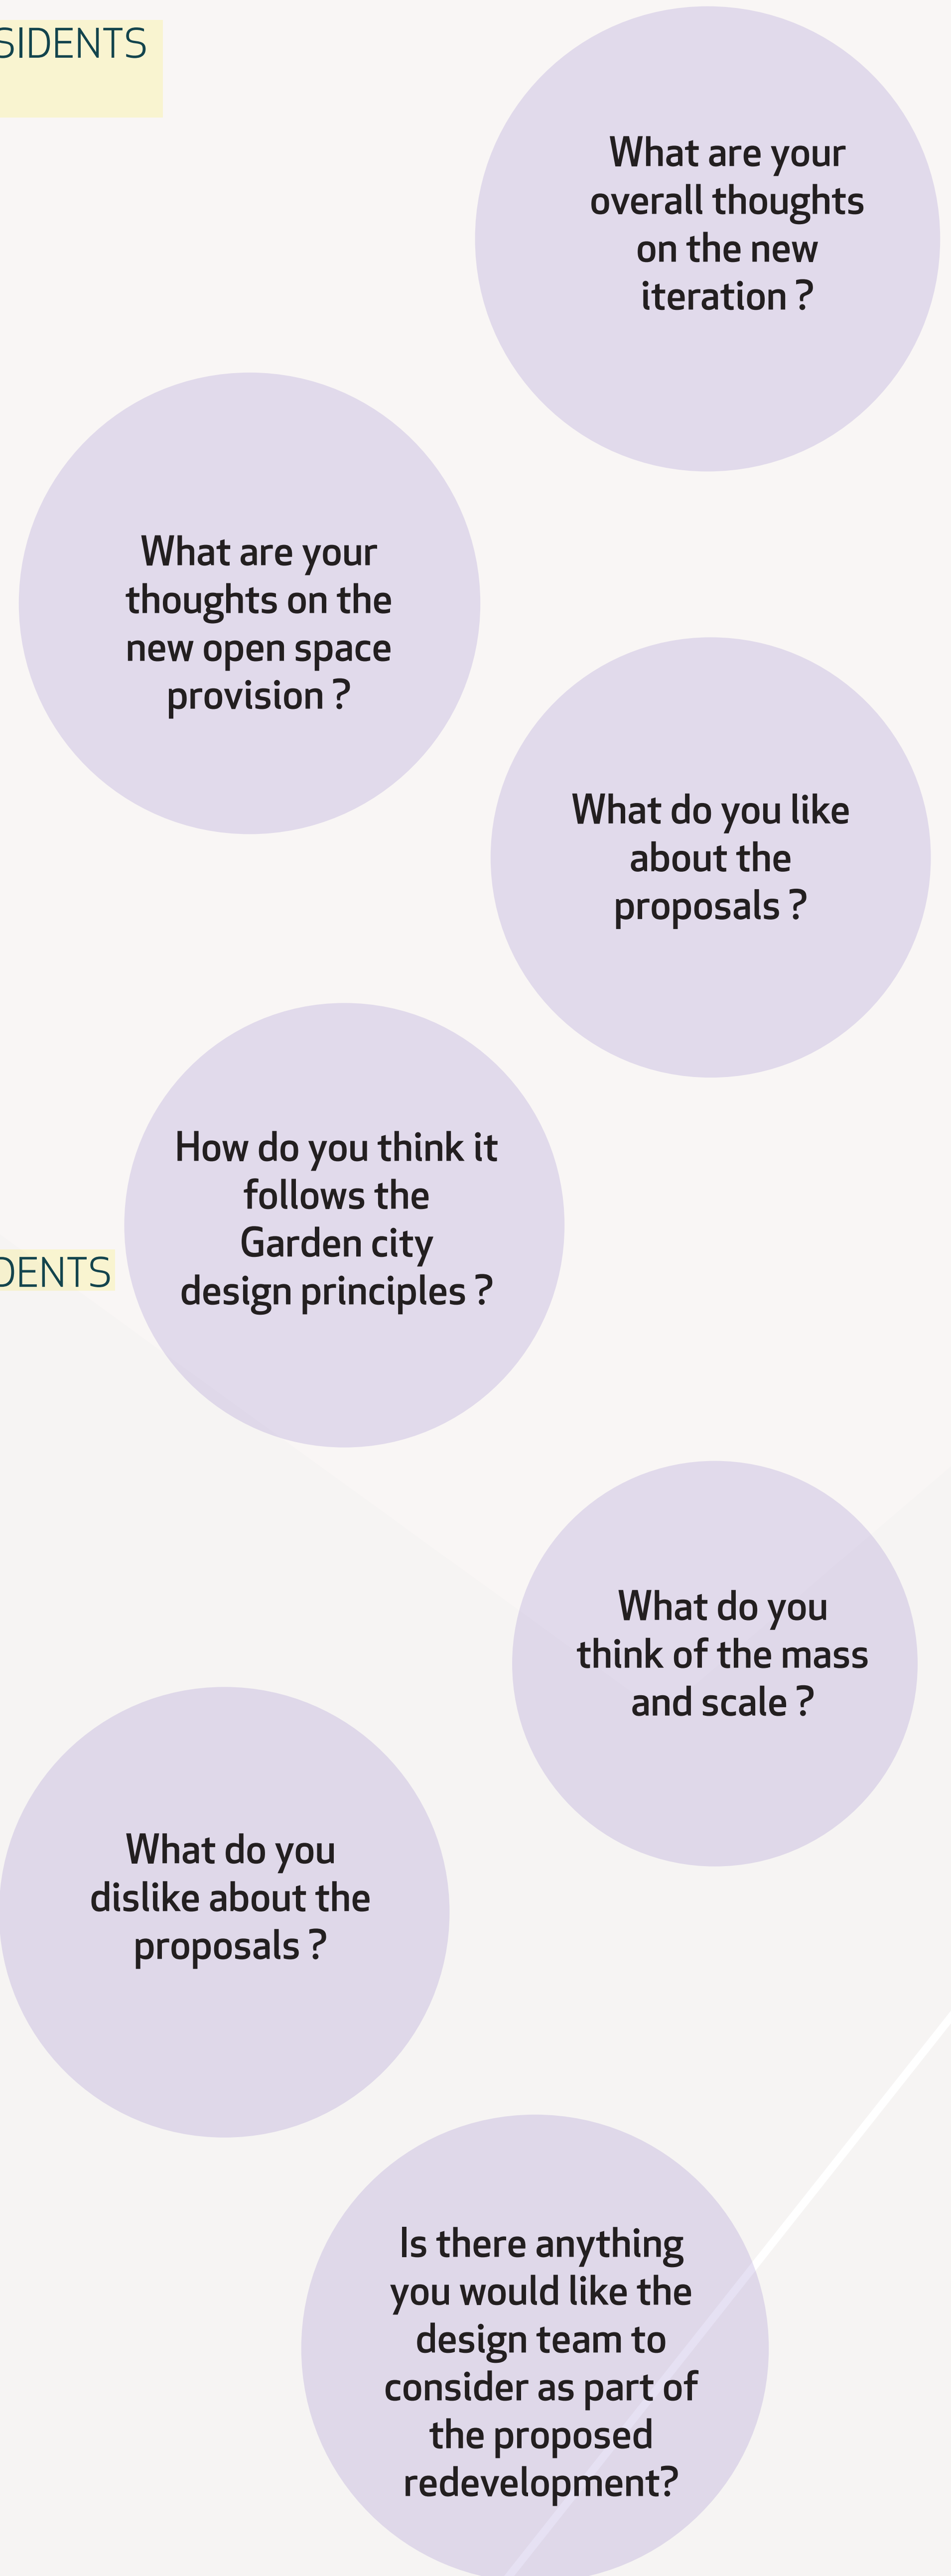 SIDENTS
What are your
overall thoughts
on the new
iteration ?
What are your
thoughts on the
new open space
provision ?
What do you like
about the
proposals ?
How do you think it
follows the
Garden city
design principles ?
DENTS
What do you
think of the mass
and scale ?
What do you
dislike about the
proposals ?
Is there anything
you would like the
design team to
consider as part of
the proposed
redevelopment?